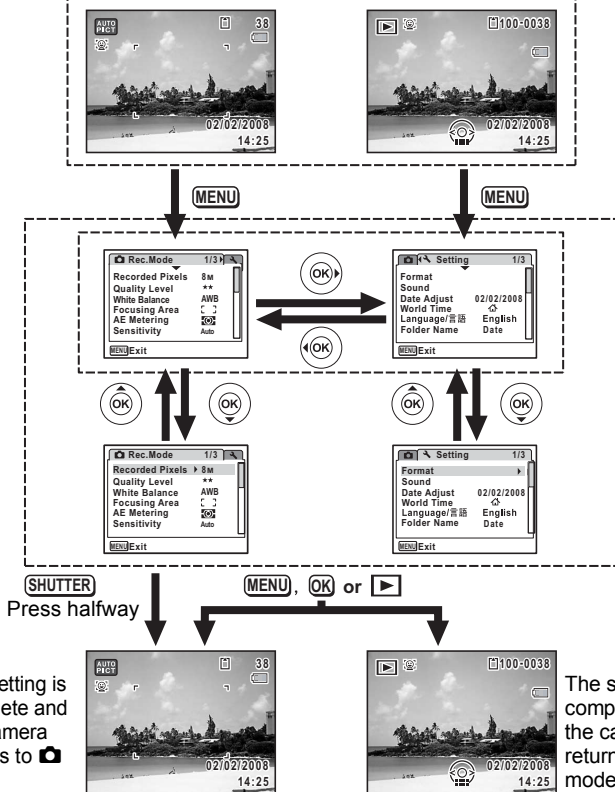 AUTO PICT 38
02/02/2008
14:25
100-0038
02/02/2008
14:25
MENU
MENU
Rec.Mode 1/3
Recorded Pixels 8M
Quality Level ★★
White Balance AWB
Focusing Area
AE Metering
Sensitivity Auto
MENU Exit
OK
OK
Setting 1/3
Format
Sound
Date Adjust 02/02/2008
World Time
Language/言語 English
Folder Name Date
MENU Exit
OK
OK
OK
OK
Rec.Mode 1/3
Recorded Pixels 8M
Quality Level ★★
White Balance AWB
Focusing Area
AE Metering
Sensitivity Auto
MENU Exit
Setting 1/3
Format
Sound
Date Adjust 02/02/2008
World Time
Language/言語 English
Folder Name Date
MENU Exit
SHUTTER
Press halfway
MENU, OK or ▶
etting is
ete and
amera
s to
AUTO PICT 38
02/02/2008
14:25
100-0038
02/02/2008
14:25
The s
comp
the ca
return
mode